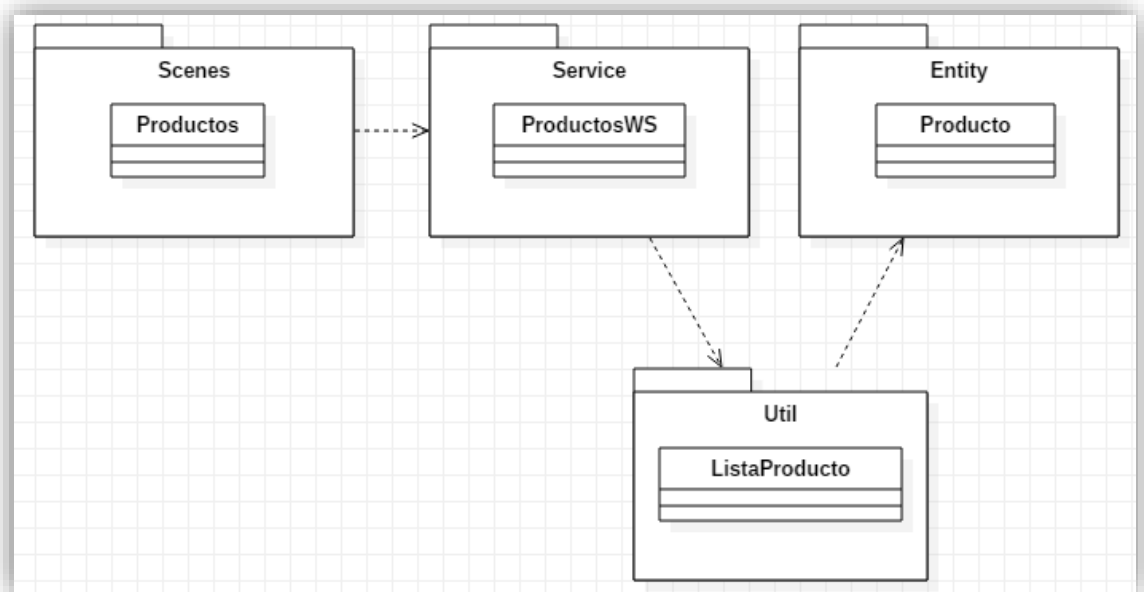 Scenes
Productos
Service
ProductosWS
Entity
Producto
Util
ListaProducto